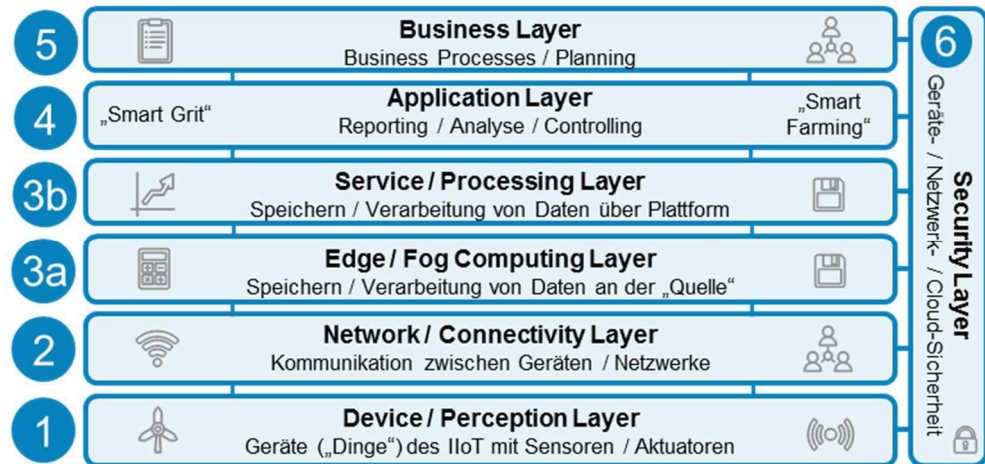 5
Business Layer
Business Processes / Planning
4
„Smart Grit“
Application Layer
Reporting / Analyse / Controlling
„Smart
Farming“
3b
Service / Processing Layer
Speichern / Verarbeitung von Daten über Plattform
3a
Edge / Fog Computing Layer
Speichern / Verarbeitung von Daten an der „Quelle“
2
Network / Connectivity Layer
Kommunikation zwischen Geräten / Netzwerke
1
Device / Perception Layer
Geräte („Dinge“) des IIoT mit Sensoren / Aktuatoren
6
Security Layer
Geräte- / Netzwerk- / Cloud-Sicherheit